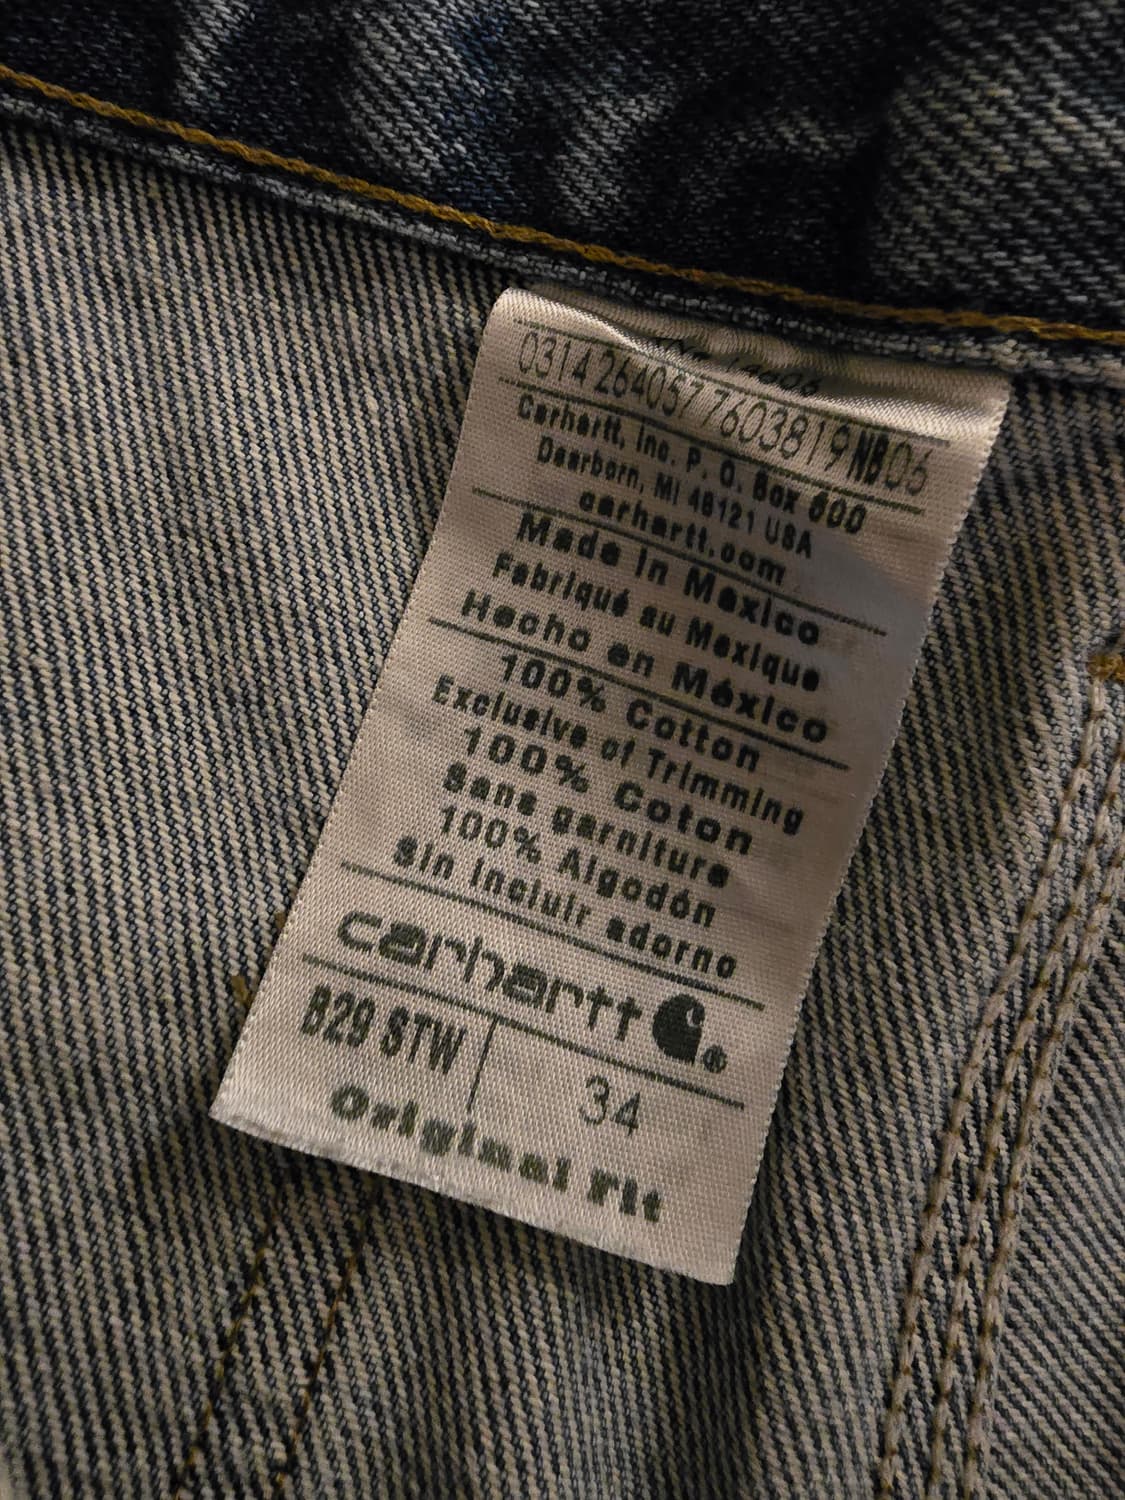 0314 264057 7603819 NB06
Carhartt, Inc. P. O. Box 600
Dearborn, MI 48121 USA
carhartt.com
Made in Mexico
Fabriqué au Mexique
Hecho en México
100% Cotton
Exclusive of Trimming
100% Coton
Sans garniture
100% Algodón
sin incluir adorno
carhartt ®
B29 STW 34
Original Fit